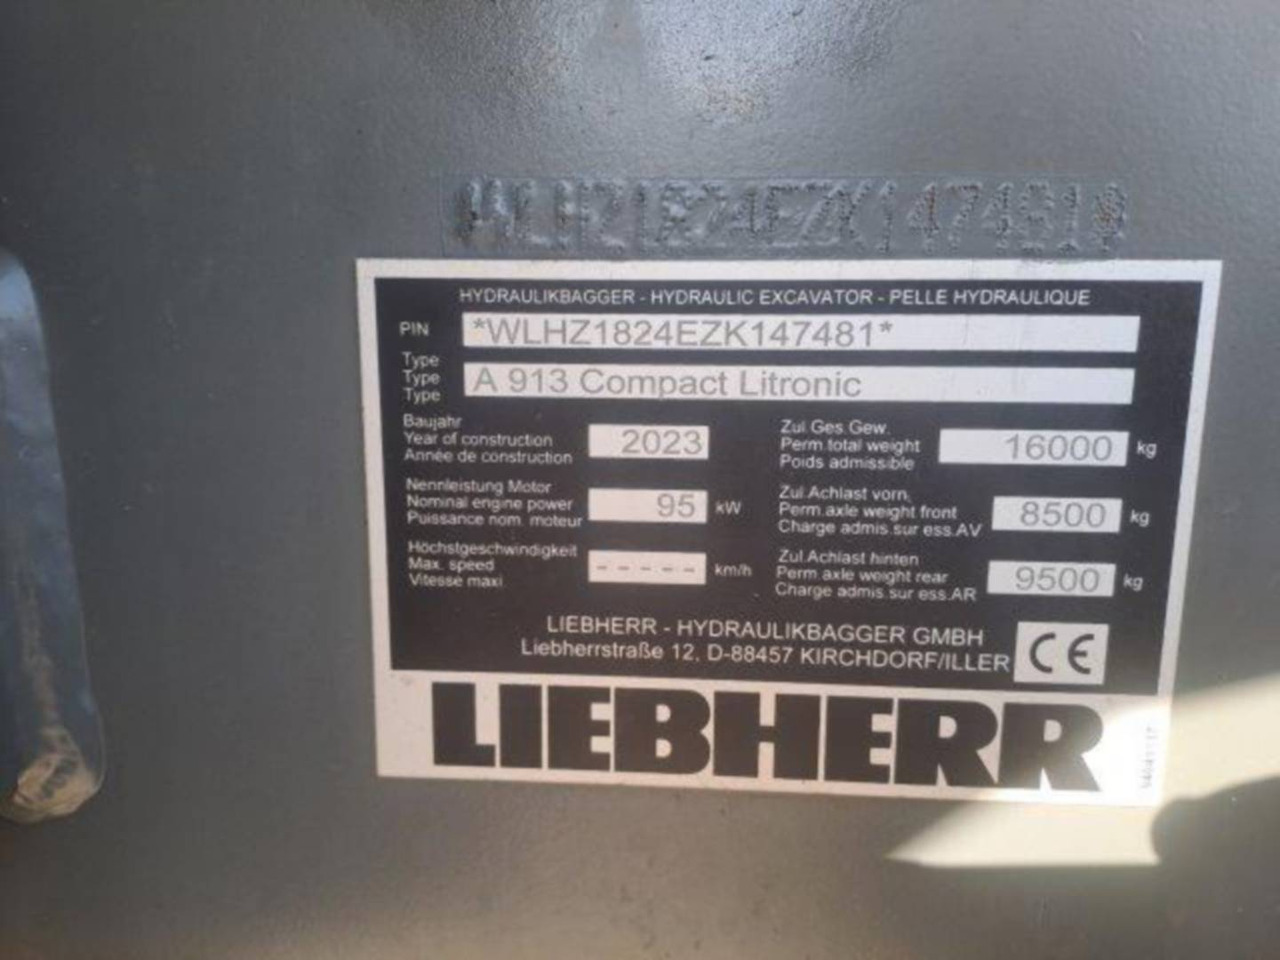 WLHZ1824EZK147481
HYDRAULIKBAGGER - HYDRAULIC EXCAVATOR - PELLE HYDRAULIQUE
PIN *WLHZ1824EZK147481*
Type
Type A 913 Compact Litronic
Type
Baujahr
Year of construction 2023
Année de construction
Zul.Ges.Gew.
Perm.total weight 16000 kg
Poids admissible
Nennleistung Motor
Nominal engine power 95 kW
Puissance nom. moteur
Zul.Achlast vorn.
Perm.axle weight front 8500 kg
Charge admis.sur ess.AV
Höchstgeschwindigkeit
Max. speed ----- km/h
Vitesse maxi
Zul.Achlast hinten
Perm.axle weight rear 9500 kg
Charge admis.sur ess.AR
LIEBHERR - HYDRAULIKBAGGER GMBH
Liebherrstraße 12, D-88457 KIRCHDORF/ILLER
CE
LIEBHERR